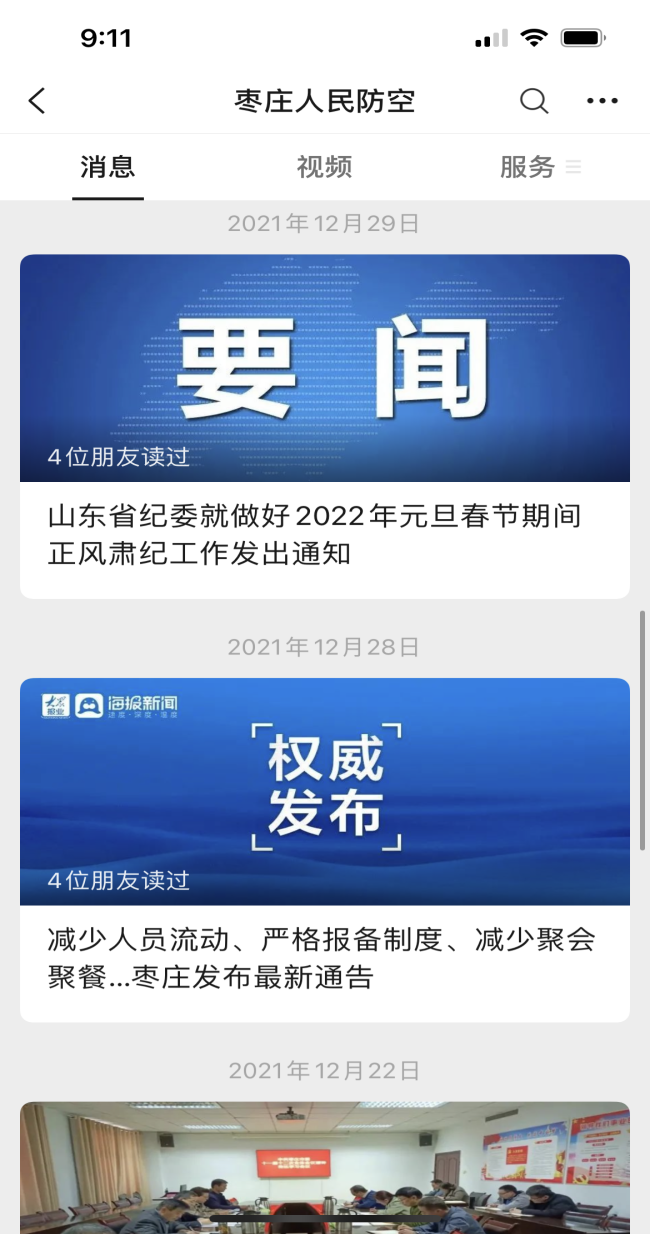 9:11
枣庄人民防空
消息
视频
服务
2021年12月29日
要 闻
4位朋友读过
山东省纪委就做好2022年元旦春节期间
正风肃纪工作发出通知
2021年12月28日
大众
报业
海报新闻
权威
发布
4位朋友读过
减少人员流动、严格报备制度、减少聚会
聚餐...枣庄发布最新通告
2021年12月22日